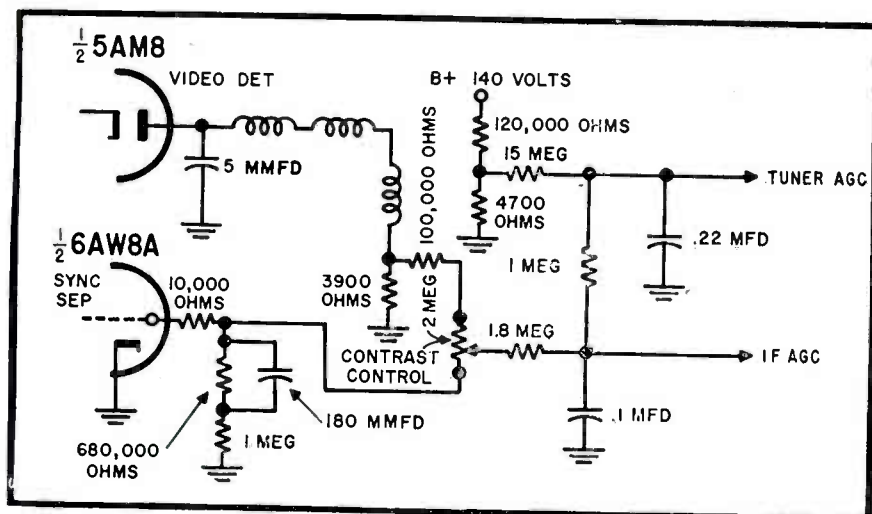 ½ 5AM8
VIDEO DET
5 MMFD
B+ 140 VOLTS
120,000 OHMS
15 MEG
TUNER AGC
4700
OHMS
.22 MFD
100,000 OHMS
1 MEG
½ 6AW8A
SYNC
SEP
10,000
OHMS
3900
OHMS
2 MEG
1.8 MEG
CONTRAST
CONTROL
IF AGC
.1 MFD
180 MMFD
1 MEG
680,000
OHMS